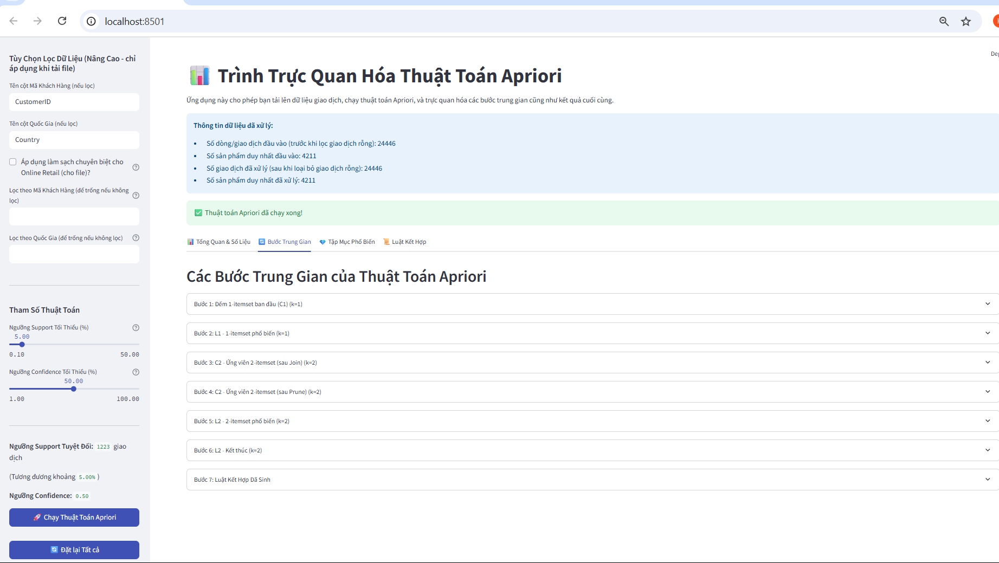 localhost:8501
Tùy Chọn Lọc Dữ Liệu (Nâng Cao - chỉ
áp dụng khi tải file)
Tên cột Mã Khách Hàng (nếu lọc)
CustomerID
Tên cột Quốc Gia (nếu lọc)
Country
Áp dụng làm sạch chuyên biệt cho
Online Retail (cho file)?
Lọc theo Mã Khách Hàng (để trống nếu không
lọc)
Lọc theo Quốc Gia (để trống nếu không lọc)
Tham Số Thuật Toán
Ngưỡng Support Tối Thiểu (%)
5.00
0.10 50.00
Ngưỡng Confidence Tối Thiểu (%)
50.00
1.00 100.00
Ngưỡng Support Tuyệt Đối: 1223 giao
dịch
(Tương đương khoảng 5.00% )
Ngưỡng Confidence: 0.50
🚀 Chạy Thuật Toán Apriori
🔄 Đặt lại Tất cả
📊 Trình Trực Quan Hóa Thuật Toán Apriori
Ứng dụng này cho phép bạn tải lên dữ liệu giao dịch, chạy thuật toán Apriori, và trực quan hóa các bước trung gian cũng như kết quả cuối cùng.
Thông tin dữ liệu đã xử lý:
• Số dòng/giao dịch đầu vào (trước khi lọc giao dịch rỗng): 24446
• Số sản phẩm duy nhất đầu vào: 4211
• Số giao dịch đã xử lý (sau khi loại bỏ giao dịch rỗng): 24446
• Số sản phẩm duy nhất đã xử lý: 4211
✅ Thuật toán Apriori đã chạy xong!
📊 Tổng Quan & Số Liệu 🔄 Bước Trung Gian 💎 Tập Mục Phổ Biến 📜 Luật Kết Hợp
Các Bước Trung Gian của Thuật Toán Apriori
Bước 1: Đếm 1-itemset ban đầu (C1) (k=1)
Bước 2: L1 - 1-itemset phổ biến (k=1)
Bước 3: C2 - Ứng viên 2-itemset (sau Join) (k=2)
Bước 4: C2 - Ứng viên 2-itemset (sau Prune) (k=2)
Bước 5: L2 - 2-itemset phổ biến (k=2)
Bước 6: L2 - Kết thúc (k=2)
Bước 7: Luật Kết Hợp Đã Sinh